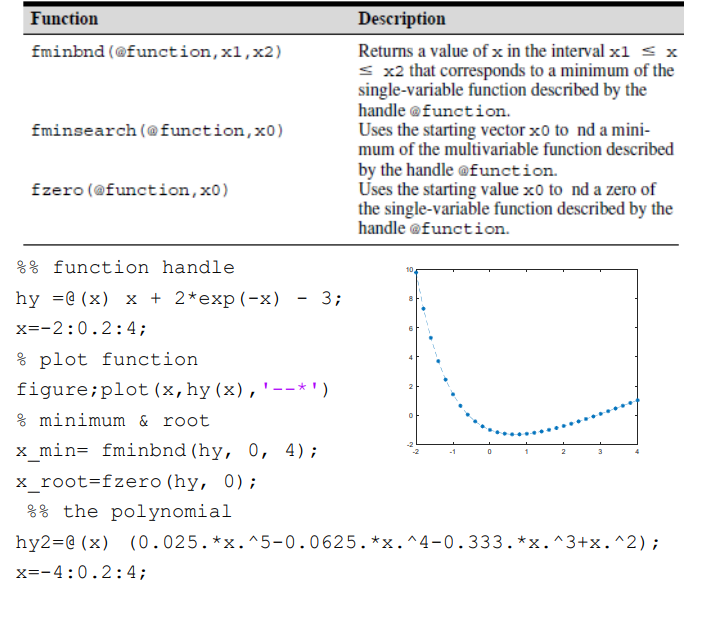 Function Description
fminbnd(@function,x1,x2) Returns a value of x in the interval x1 ≤ x
≤ x2 that corresponds to a minimum of the
single-variable function described by the
handle @function.
fminsearch(@function,x0) Uses the starting vector x0 to nd a mini-
mum of the multivariable function described
by the handle @function.
fzero(@function,x0) Uses the starting value x0 to nd a zero of
the single-variable function described by the
handle @function.
%% function handle
hy =@(x) x + 2*exp(-x) - 3;
x=-2:0.2:4;
% plot function
figure;plot(x,hy(x),'--*')
% minimum & root
x_min= fminbnd(hy, 0, 4);
x_root=fzero(hy, 0);
%% the polynomial
hy2=@(x) (0.025.*x.^5-0.0625.*x.^4-0.333.*x.^3+x.^2);
x=-4:0.2:4;
10
8
6
4
2
0
-2
-2 -1 0 1 2 3 4